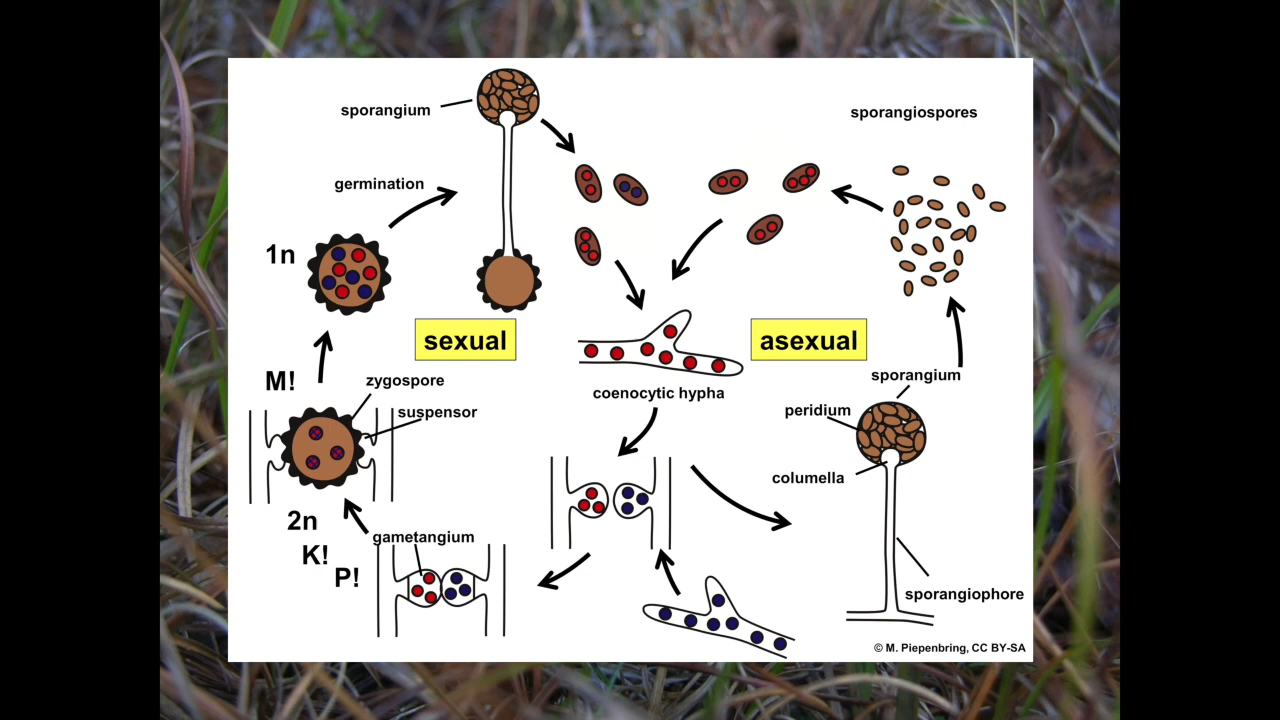 sporangium
sporangiospores
germination
1n
sexual
asexual
M!
zygospore
suspensor
coenocytic hypha
sporangium
peridium
columella
2n
K!
P!
gametangium
sporangiophore
© M. Piepenbring, CC BY-SA